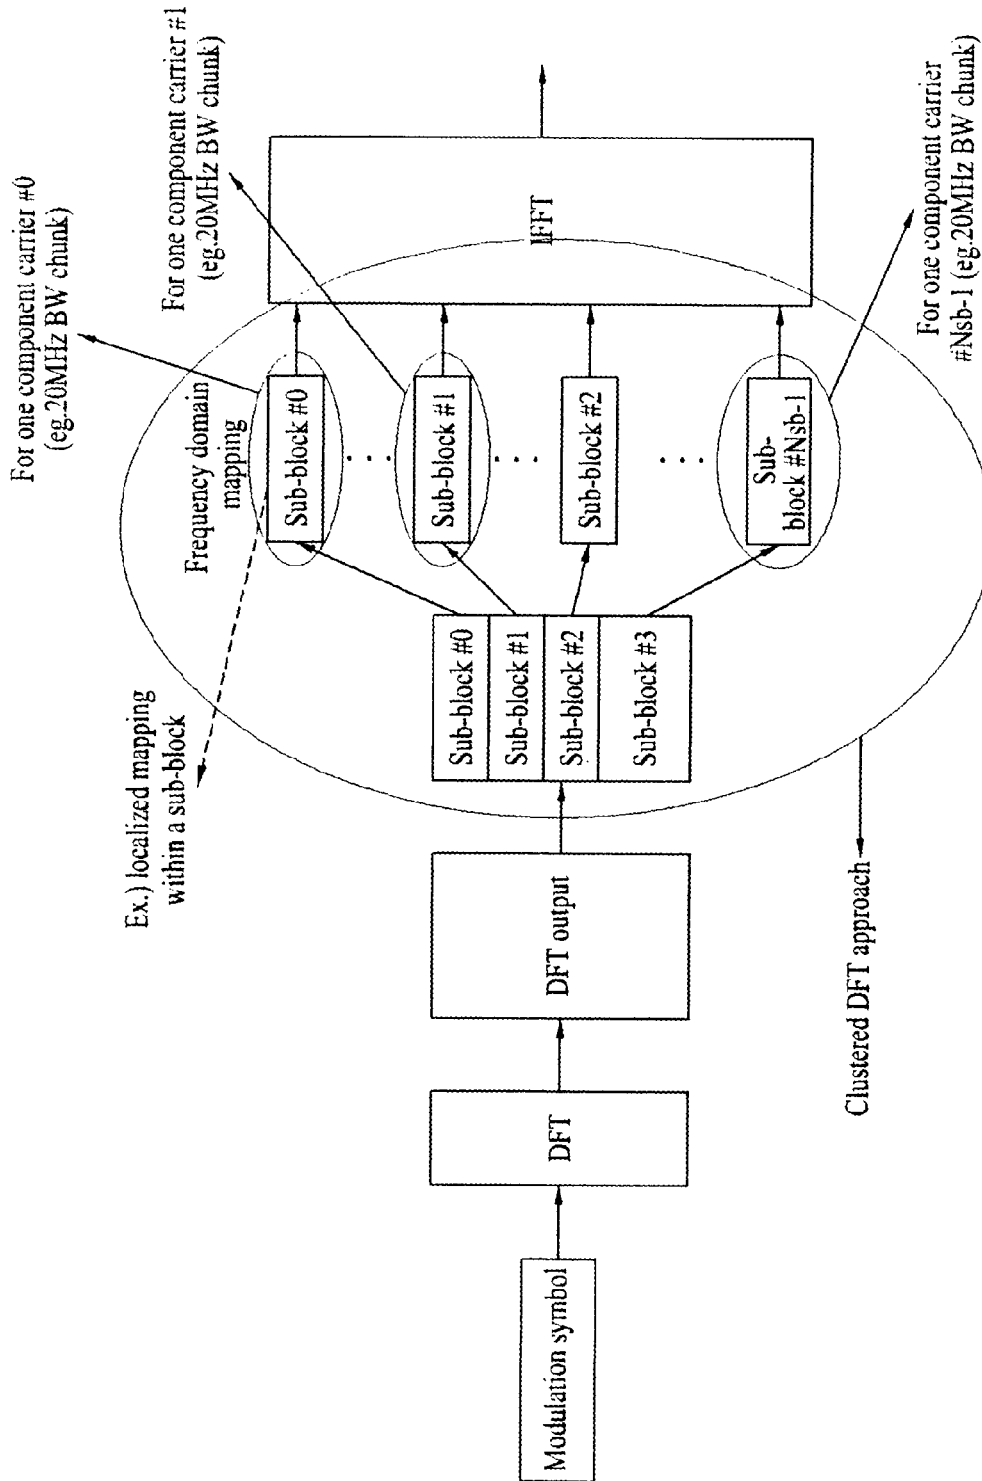 Modulation symbol
DFT
DFT output
Sub-block #0
Sub-block #1
Sub-block #2
Sub-block #3
Ex.) localized mapping
within a sub-block
Frequency domain
mapping
Sub-block #0
Sub-block #1
Sub-block #2
Sub-
block #Nsb-1
IFFT
For one component carrier #0
(eg.20MHz BW chunk)
For one component carrier #1
(eg.20MHz BW chunk)
For one component carrier
#Nsb-1 (eg.20MHz BW chunk)
Clustered DFT approach